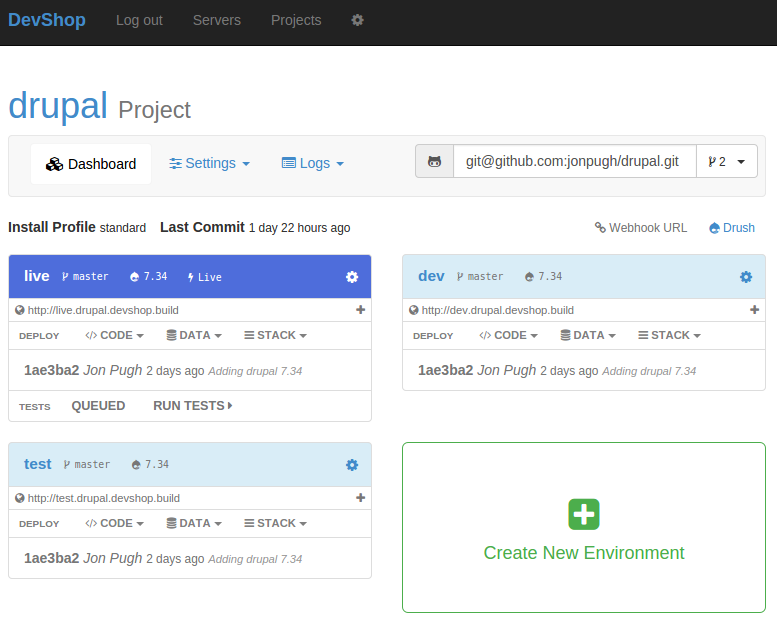 DevShop Log out Servers Projects
drupal Project
Dashboard Settings Logs git@github.com:jonpugh/drupal.git 2
Install Profile standard Last Commit 1 day 22 hours ago Webhook URL Drush
live master 7.34 Live
http://live.drupal.devshop.build
DEPLOY CODE DATA STACK
1ae3ba2 Jon Pugh 2 days ago Adding drupal 7.34
TESTS QUEUED RUN TESTS
dev master 7.34
http://dev.drupal.devshop.build
DEPLOY CODE DATA STACK
1ae3ba2 Jon Pugh 2 days ago Adding drupal 7.34
test master 7.34
http://test.drupal.devshop.build
DEPLOY CODE DATA STACK
1ae3ba2 Jon Pugh 2 days ago Adding drupal 7.34
Create New Environment